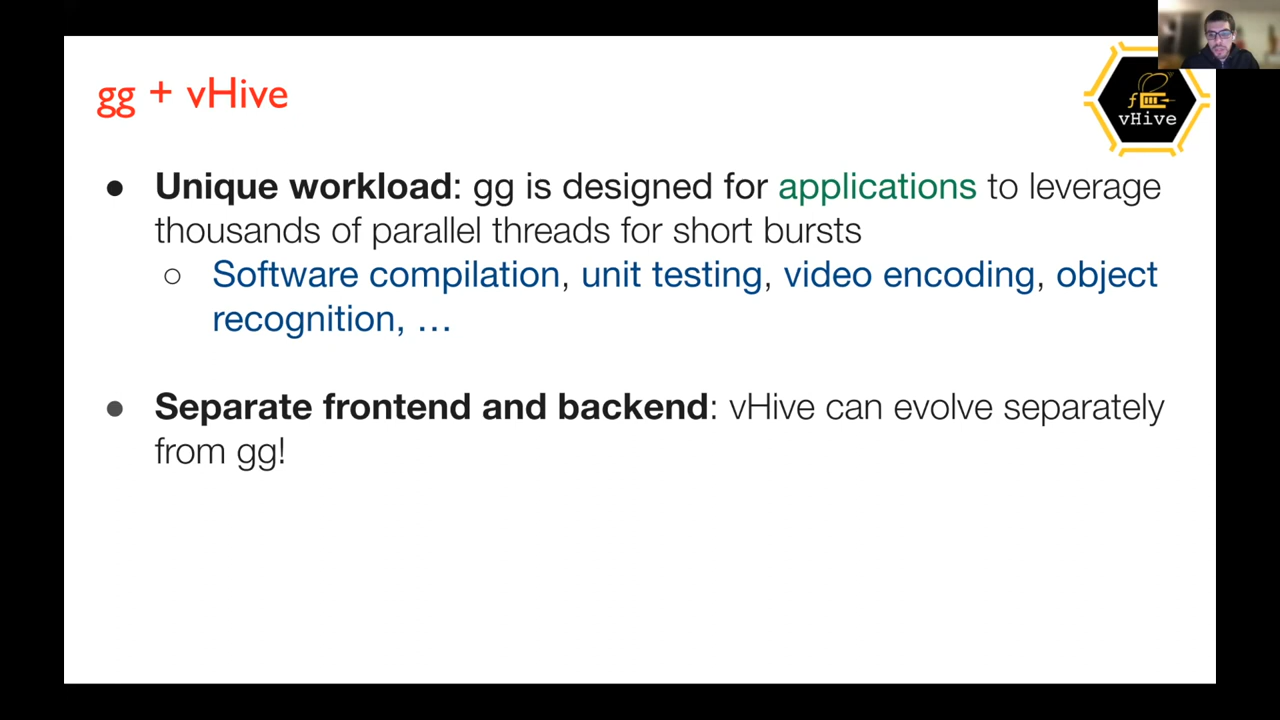 gg + vHive
vHive
● Unique workload: gg is designed for applications to leverage
thousands of parallel threads for short bursts
○ Software compilation, unit testing, video encoding, object
recognition, …
● Separate frontend and backend: vHive can evolve separately
from gg!